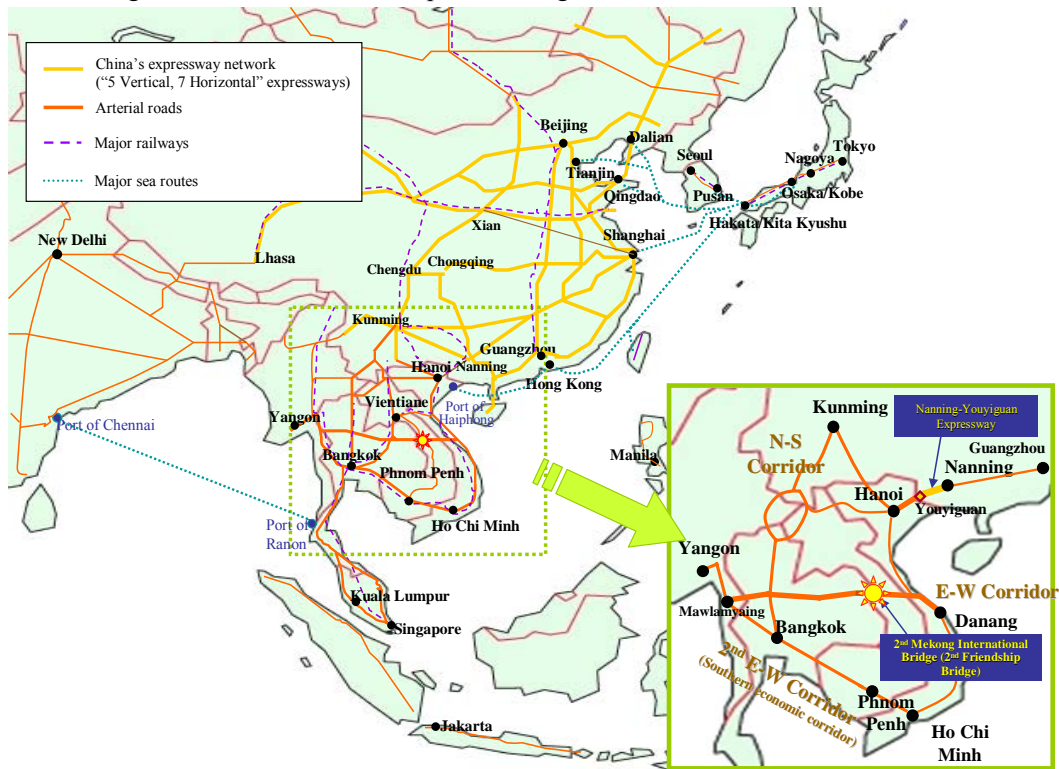 China's expressway network
("5 Vertical, 7 Horizontal" expressways)
Arterial roads
Major railways
Major sea routes
Beijing
Dalian
Tianjin
Seoul
Tokyo
Nagoya
Qingdao
Pusan
Osaka/Kobe
Hakata/Kita Kyushu
Xian
Shanghai
New Delhi
Lhasa
Chengdu
Chongqing
Kunming
Guangzhou
Hanoi
Nanning
Hong Kong
Vientiane
Port of
Haiphong
Yangon
Port of Chennai
Bangkok
Phnom Penh
Manila
Ho Chi Minh
Port of
Ranon
Kuala Lumpur
Singapore
Jakarta
Kunming
Nanning-Youyiguan
Expressway
N-S
Corridor
Guangzhou
Nanning
Hanoi
Youyiguan
Yangon
E-W Corridor
Mawlamyaing
Danang
Bangkok
2nd Mekong International
Bridge (2nd Friendship
Bridge)
2nd E-W Corridor
(Southern economic corridor)
Phnom
Penh
Ho Chi
Minh